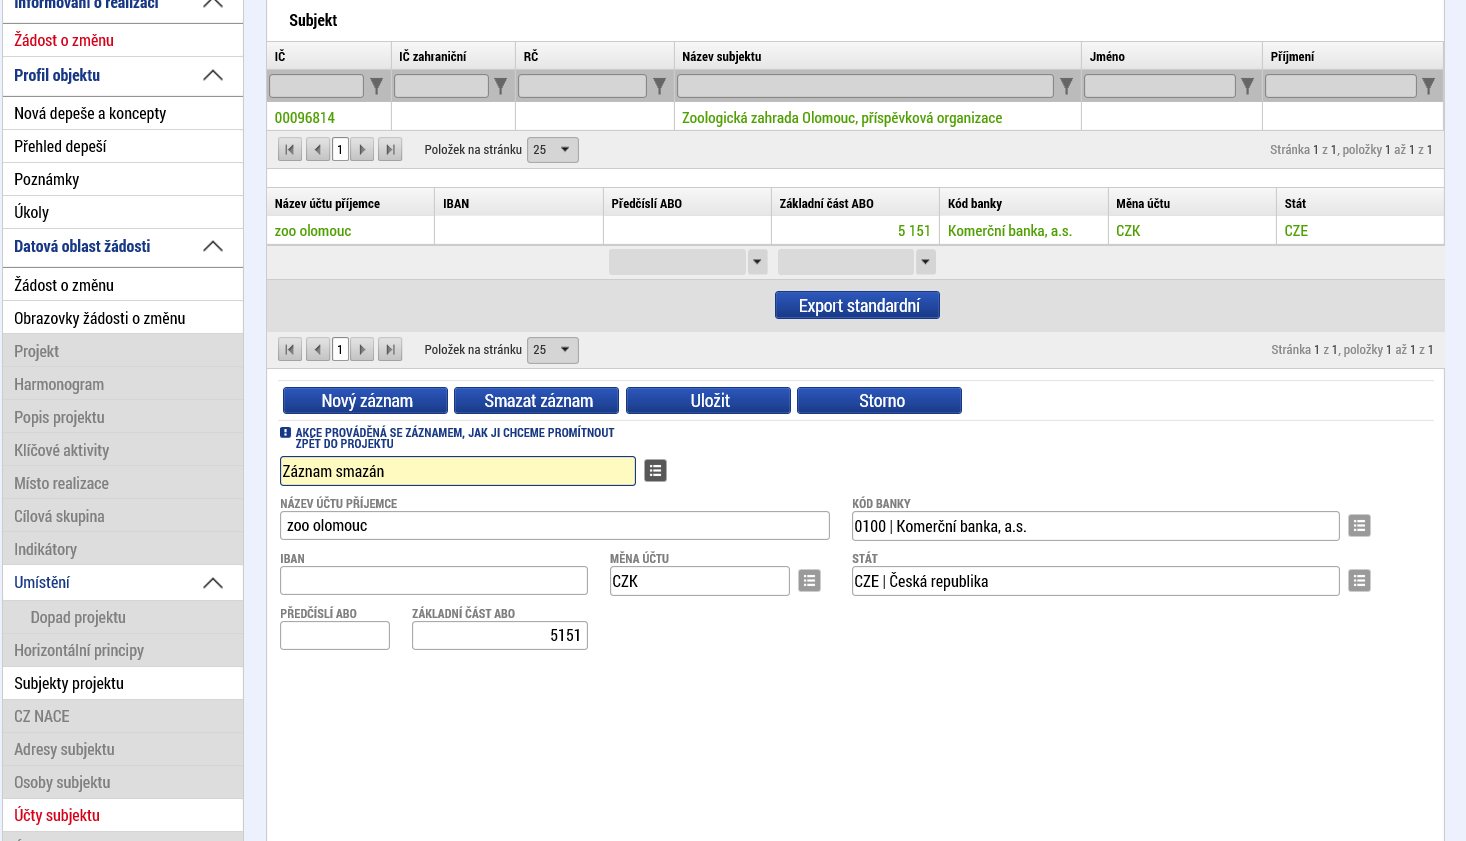 Informování o realizaci
Žádost o změnu
Profil objektu
Nová depeše a koncepty
Přehled depeší
Poznámky
Úkoly
Datová oblast žádosti
Žádost o změnu
Obrazovky žádosti o změnu
Projekt
Harmonogram
Popis projektu
Klíčové aktivity
Místo realizace
Cílová skupina
Indikátory
Umístění
Dopad projektu
Horizontální principy
Subjekty projektu
CZ NACE
Adresy subjektu
Osoby subjektu
Účty subjektu
Subjekt
IČ IČ zahraniční RČ Název subjektu Jméno Příjmení
00096814 Zoologická zahrada Olomouc, příspěvková organizace
1 Položek na stránku 25 Stránka 1 z 1, položky 1 až 1 z 1
Název účtu příjemce IBAN Předčíslí ABO Základní část ABO Kód banky Měna účtu Stát
zoo olomouc 5 151 Komerční banka, a.s. CZK CZE
Export standardní
1 Položek na stránku 25 Stránka 1 z 1, položky 1 až 1 z 1
Nový záznam Smazat záznam Uložit Storno
AKCE PROVÁDĚNÁ SE ZÁZNAMEM, JAK JI CHCEME PROMÍTNOUT
ZPĚT DO PROJEKTU
Záznam smazán
NÁZEV ÚČTU PŘÍJEMCE KÓD BANKY
zoo olomouc 0100 | Komerční banka, a.s.
IBAN MĚNA ÚČTU STÁT
CZK CZE | Česká republika
PŘEDČÍSLÍ ABO ZÁKLADNÍ ČÁST ABO
5151